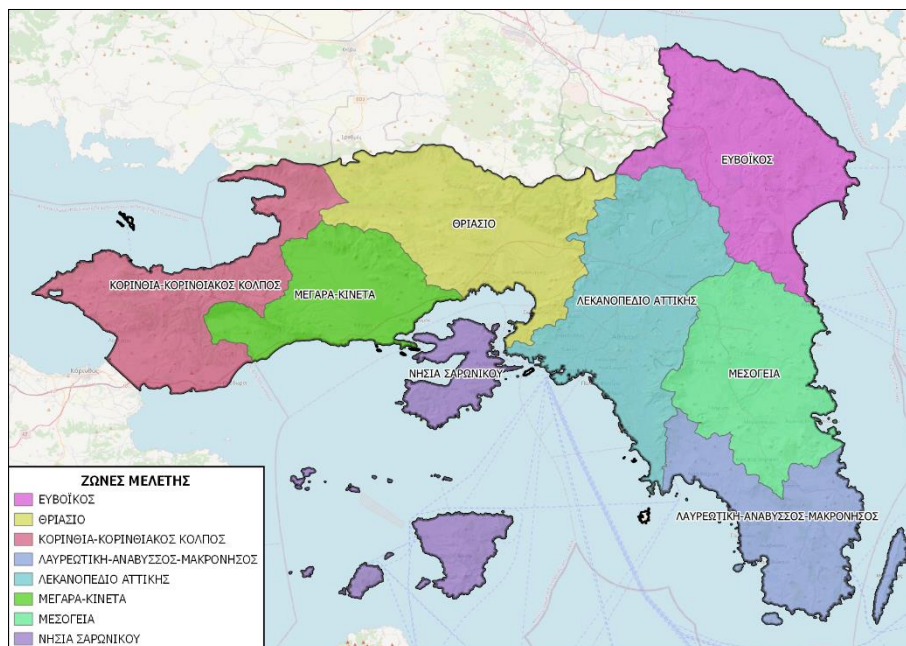 ΕΥΒΟΪΚΟΣ
ΘΡΙΑΣΙΟ
ΚΟΡΙΝΘΙΑ-ΚΟΡΙΝΘΙΑΚΟΣ ΚΟΛΠΟΣ
ΜΕΓΑΡΑ-ΚΙΝΕΤΑ
ΛΕΚΑΝΟΠΕΔΙΟ ΑΤΤΙΚΗΣ
ΝΗΣΙΑ ΣΑΡΩΝΙΚΟΥ
ΜΕΣΟΓΕΙΑ
ΛΑΥΡΕΩΤΙΚΗ-ΑΝΑΒΥΣΣΟΣ-ΜΑΚΡΟΝΗΣΟΣ
Κόρινθος
ΖΩΝΕΣ ΜΕΛΕΤΗΣ
ΕΥΒΟΪΚΟΣ
ΘΡΙΑΣΙΟ
ΚΟΡΙΝΘΙΑ-ΚΟΡΙΝΘΙΑΚΟΣ ΚΟΛΠΟΣ
ΛΑΥΡΕΩΤΙΚΗ-ΑΝΑΒΥΣΣΟΣ-ΜΑΚΡΟΝΗΣΟΣ
ΛΕΚΑΝΟΠΕΔΙΟ ΑΤΤΙΚΗΣ
ΜΕΓΑΡΑ-ΚΙΝΕΤΑ
ΜΕΣΟΓΕΙΑ
ΝΗΣΙΑ ΣΑΡΩΝΙΚΟΥ